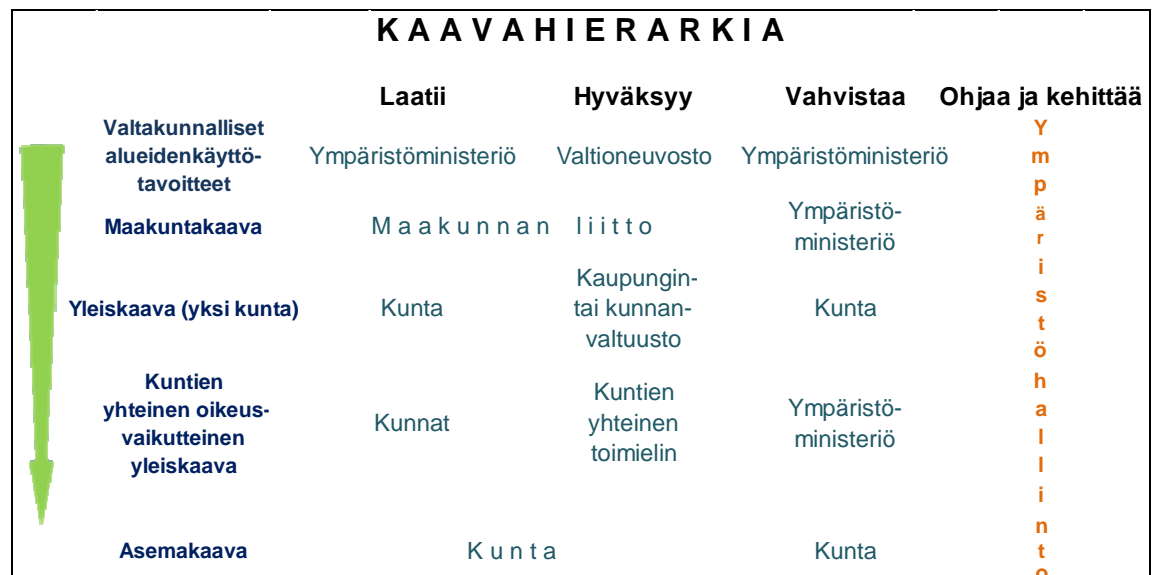 K A A V A H I E R A R K I A
Laatii Hyväksyy Vahvistaa Ohjaa ja kehittää
Valtakunnalliset
alueidenkäyttö-
tavoitteet
Ympäristöministeriö Valtioneuvosto Ympäristöministeriö
Maakuntakaava
M a a k u n n a n l i i t t o
Ympäristö-
ministeriö
Yleiskaava (yksi kunta)
Kunta
Kaupungin-
tai kunnan-
valtuusto
Kunta
Kuntien
yhteinen oikeus-
vaikutteinen
yleiskaava
Kunnat
Kuntien
yhteinen
toimielin
Ympäristö-
ministeriö
Asemakaava
K u n t a
Kunta
Y
m
p
ä
r
i
s
t
ö
h
a
l
l
i
n
t
o